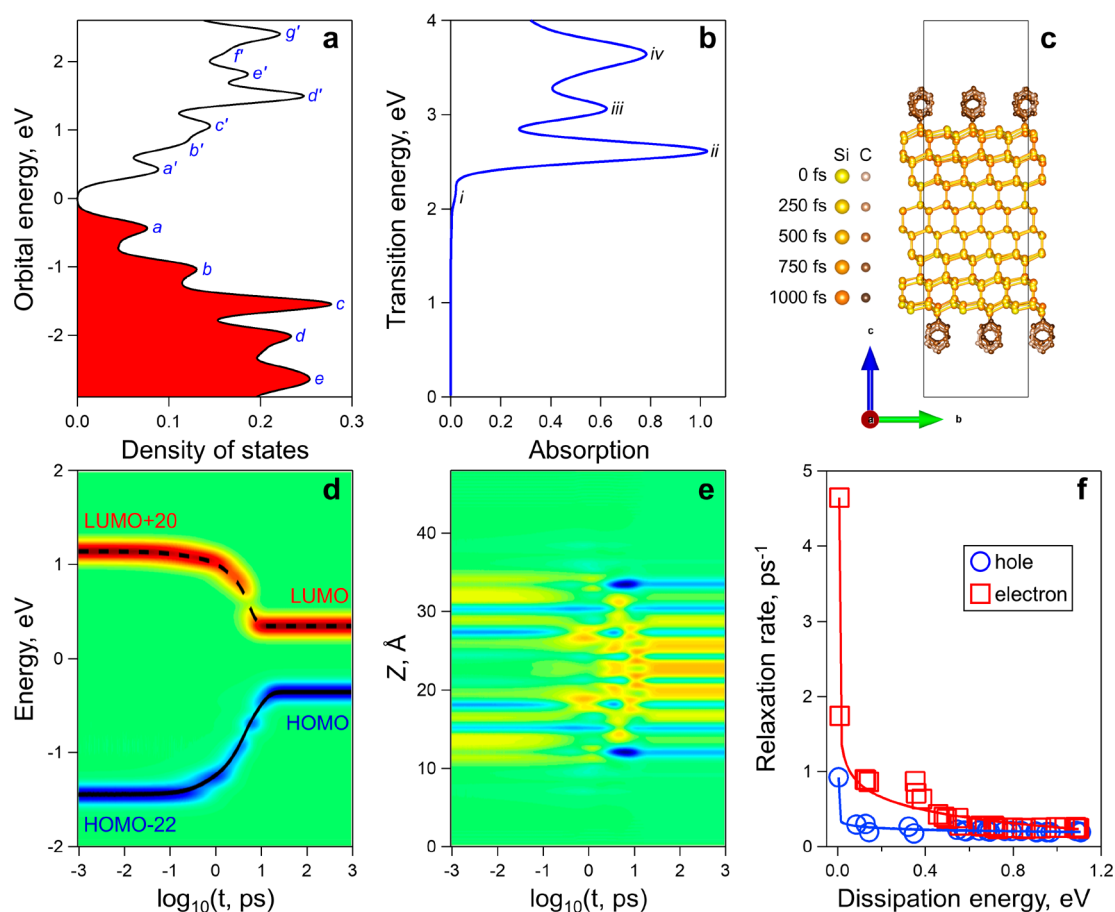 a
Orbital energy, eV
2
1
0
-1
-2
g'
f'
e'
d'
c'
b'
a'
a
b
c
d
e
0.0
0.1
0.2
0.3
Density of states
b
Transition energy, eV
4
3
2
1
0
iv
iii
ii
i
0.0
0.2
0.4
0.6
0.8
1.0
Absorption
c
Si C
0 fs
250 fs
500 fs
750 fs
1000 fs
c
a
b
d
Energy, eV
2
1
0
-1
-2
LUMO+20
LUMO
HOMO
HOMO-22
-3
-2
-1
0
1
2
3
log10(t, ps)
e
Z, Å
40
30
20
10
0
-3
-2
-1
0
1
2
3
log10(t, ps)
f
Relaxation rate, ps-1
5
4
3
2
1
0
hole
electron
0.0
0.4
0.8
1.2
Dissipation energy, eV